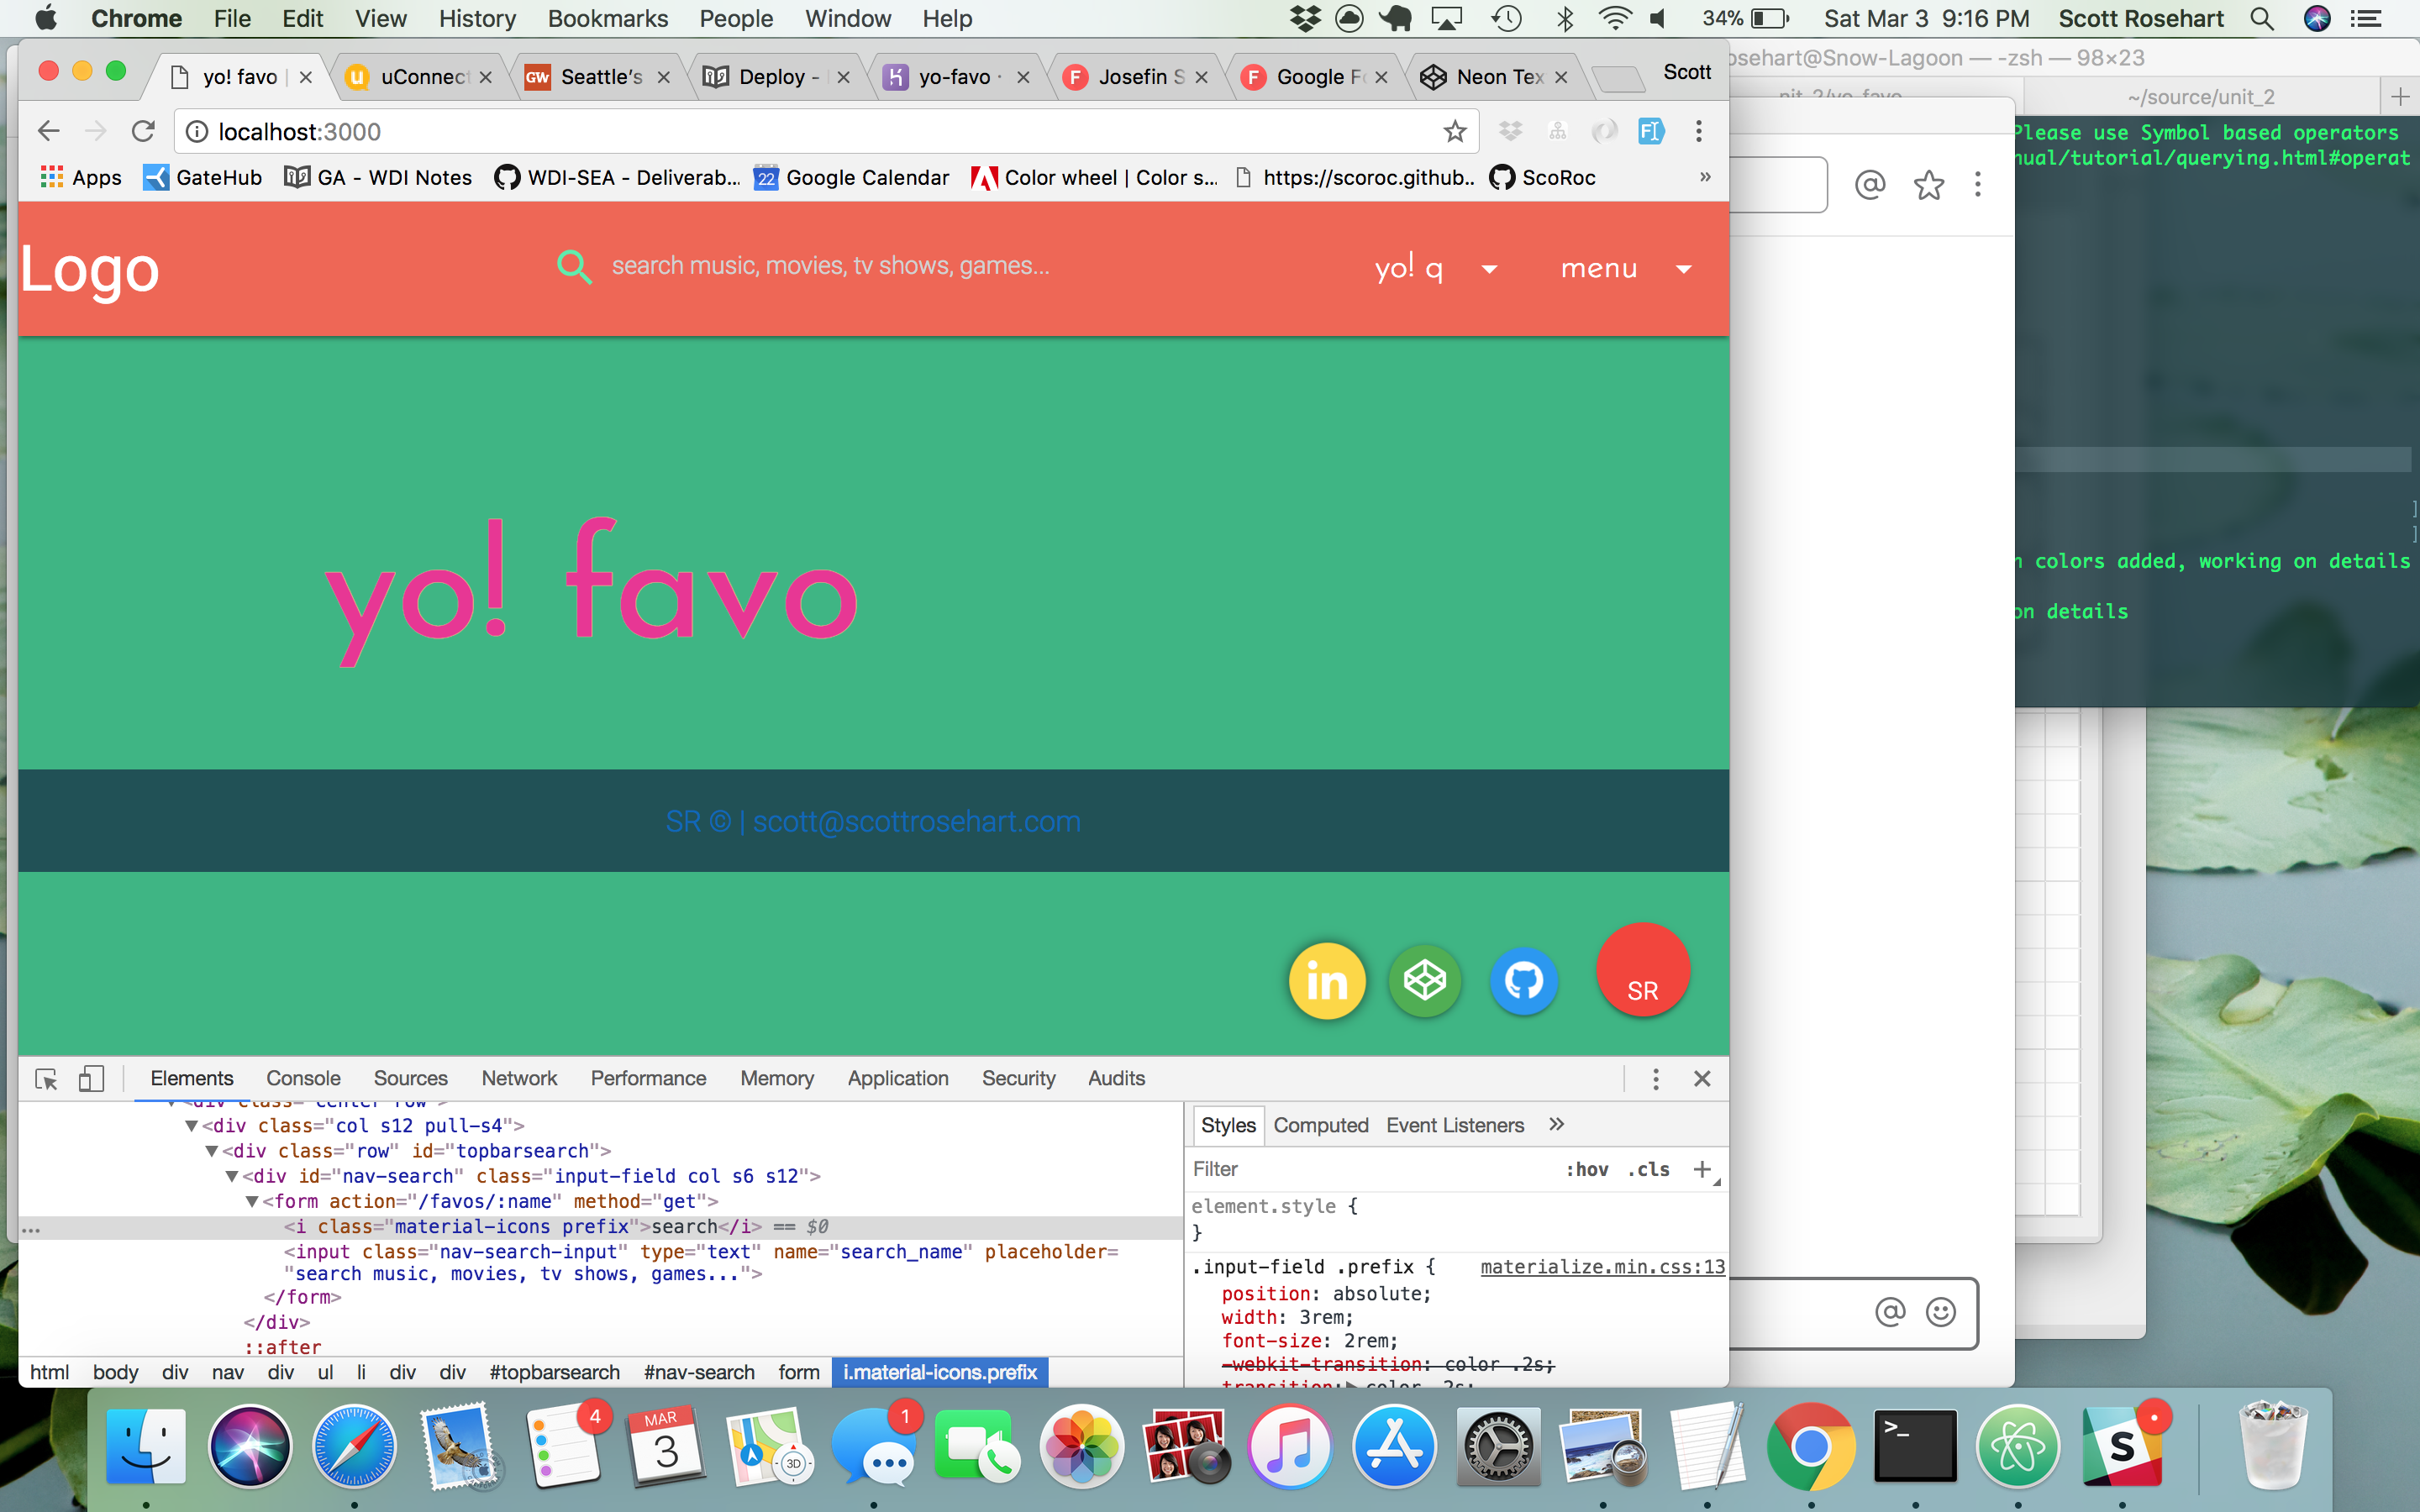 Chrome File Edit View History Bookmarks People Window Help 34% Sat Mar 3 9:16 PM Scott Rosehart
yo! favo uConnect GW Seattle's Deploy - yo-favo · Josefin S Google Fo Neon Tex Scott
osehart@Snow-Lagoon — -zsh — 98×23
~/source/unit_2
localhost:3000
Please use Symbol based operators
nual/tutorial/querying.html#operat
Apps GateHub GA - WDI Notes WDI-SEA - Deliverab... 22 Google Calendar Color wheel | Color s... https://scoroc.github.. ScoRoc »
Logo search music, movies, tv shows, games... yo! q menu
]
]
n colors added, working on details
on details
yo! favo
SR © | scott@scottrosehart.com
in SR
Elements Console Sources Network Performance Memory Application Security Audits
<div class="center row">
<div class="col s12 pull-s4">
<div class="row" id="topbarsearch">
<div id="nav-search" class="input-field col s6 s12">
<form action="/favos/:name" method="get">
... <i class="material-icons prefix">search</i> == $0
<input class="nav-search-input" type="text" name="search_name" placeholder=
"search music, movies, tv shows, games...">
</form>
</div>
::after
html body div nav div ul li div div #topbarsearch #nav-search form i.material-icons.prefix
Styles Computed Event Listeners »
Filter :hov .cls +
element.style {
}
.input-field .prefix { materialize.min.css:13
position: absolute;
width: 3rem;
font-size: 2rem;
-webkit-transition: color .2s;
transition: color .2s;
4 MAR 3 3D 1 >_ S